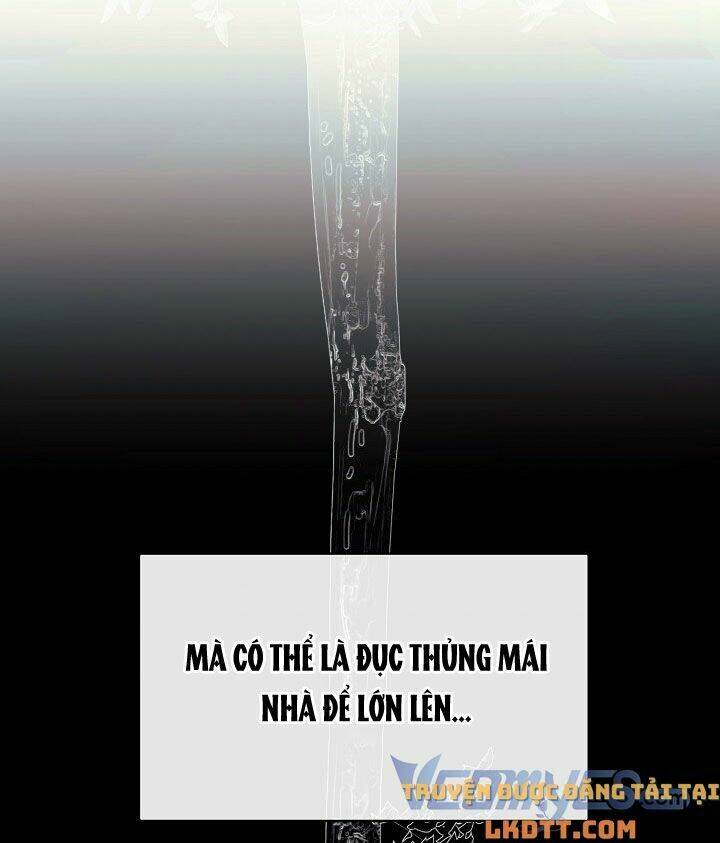 MÀ CÓ THỂ LÀ ĐỤC THỦNG MÁI
NHÀ ĐỂ LỚN LÊN...
TRUYỆN ĐƯỢC ĐĂNG TẢI TẠI
LKDTT.COM